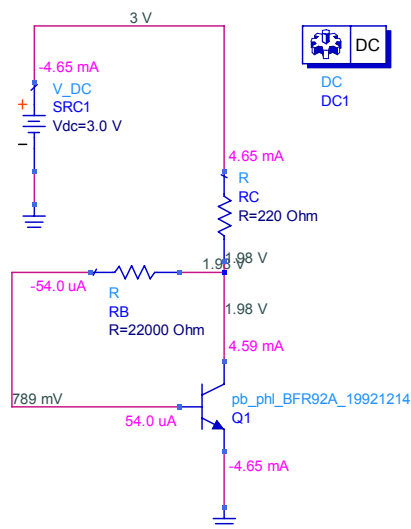 3 V
DC
-4.65 mA
V_DC
SRC1
Vdc=3.0 V
+
DC
DC1
4.65 mA
R
RC
R=220 Ohm
1.98 V
1.98 V
-54.0 uA
R
RB
R=22000 Ohm
1.98 V
4.59 mA
789 mV
54.0 uA
pb_phl_BFR92A_19921214
Q1
-4.65 mA